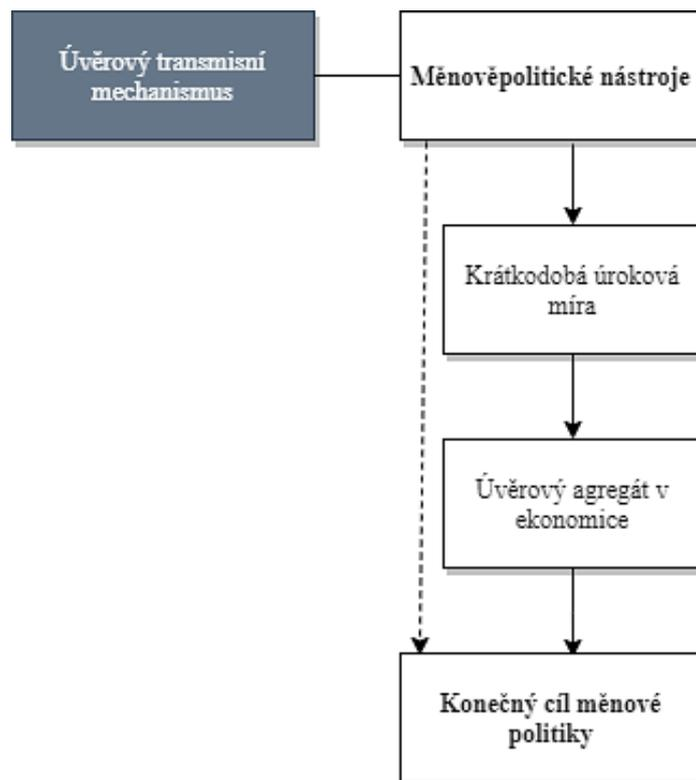 Úvěrový transmisní
mechanismus
Měnověpolitické nástroje
Krátkodobá úroková
míra
Úvěrový agregát v
ekonomice
Konečný cíl měnové
politiky